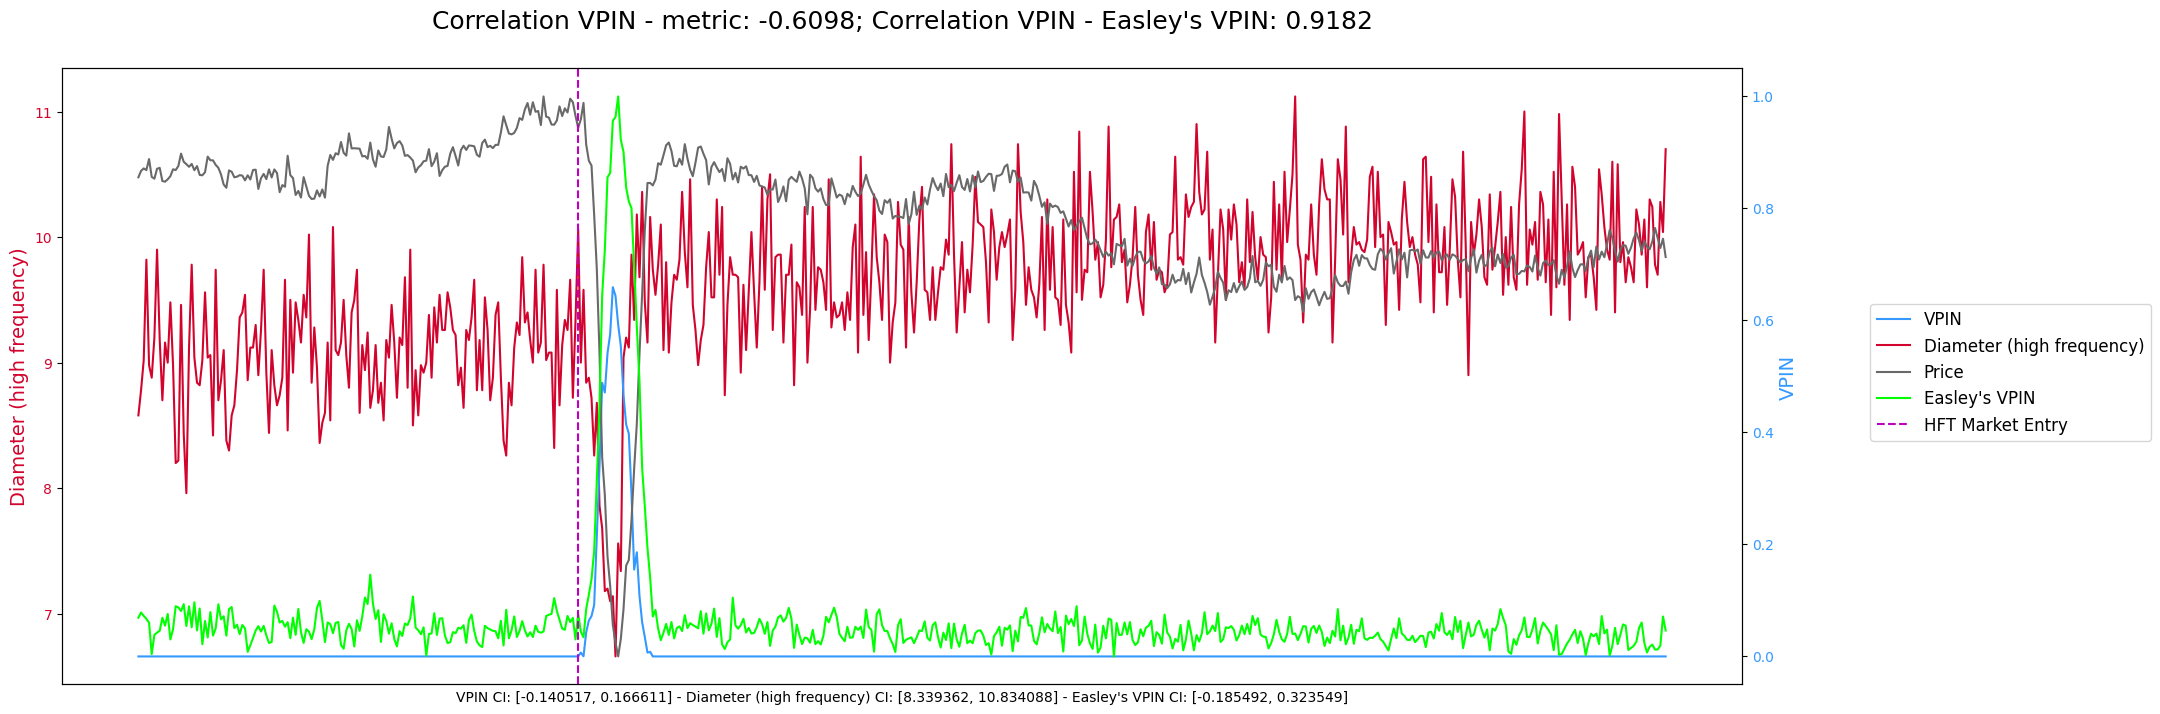 Correlation VPIN - metric: -0.6098; Correlation VPIN - Easley's VPIN: 0.9182
Diameter (high frequency)
11
10
9
8
7
1.0
0.8
0.6
0.4
0.2
0.0
VPIN
VPIN
Diameter (high frequency)
Price
Easley's VPIN
HFT Market Entry
VPIN CI: [-0.140517, 0.166611] - Diameter (high frequency) CI: [8.339362, 10.834088] - Easley's VPIN CI: [-0.185492, 0.323549]